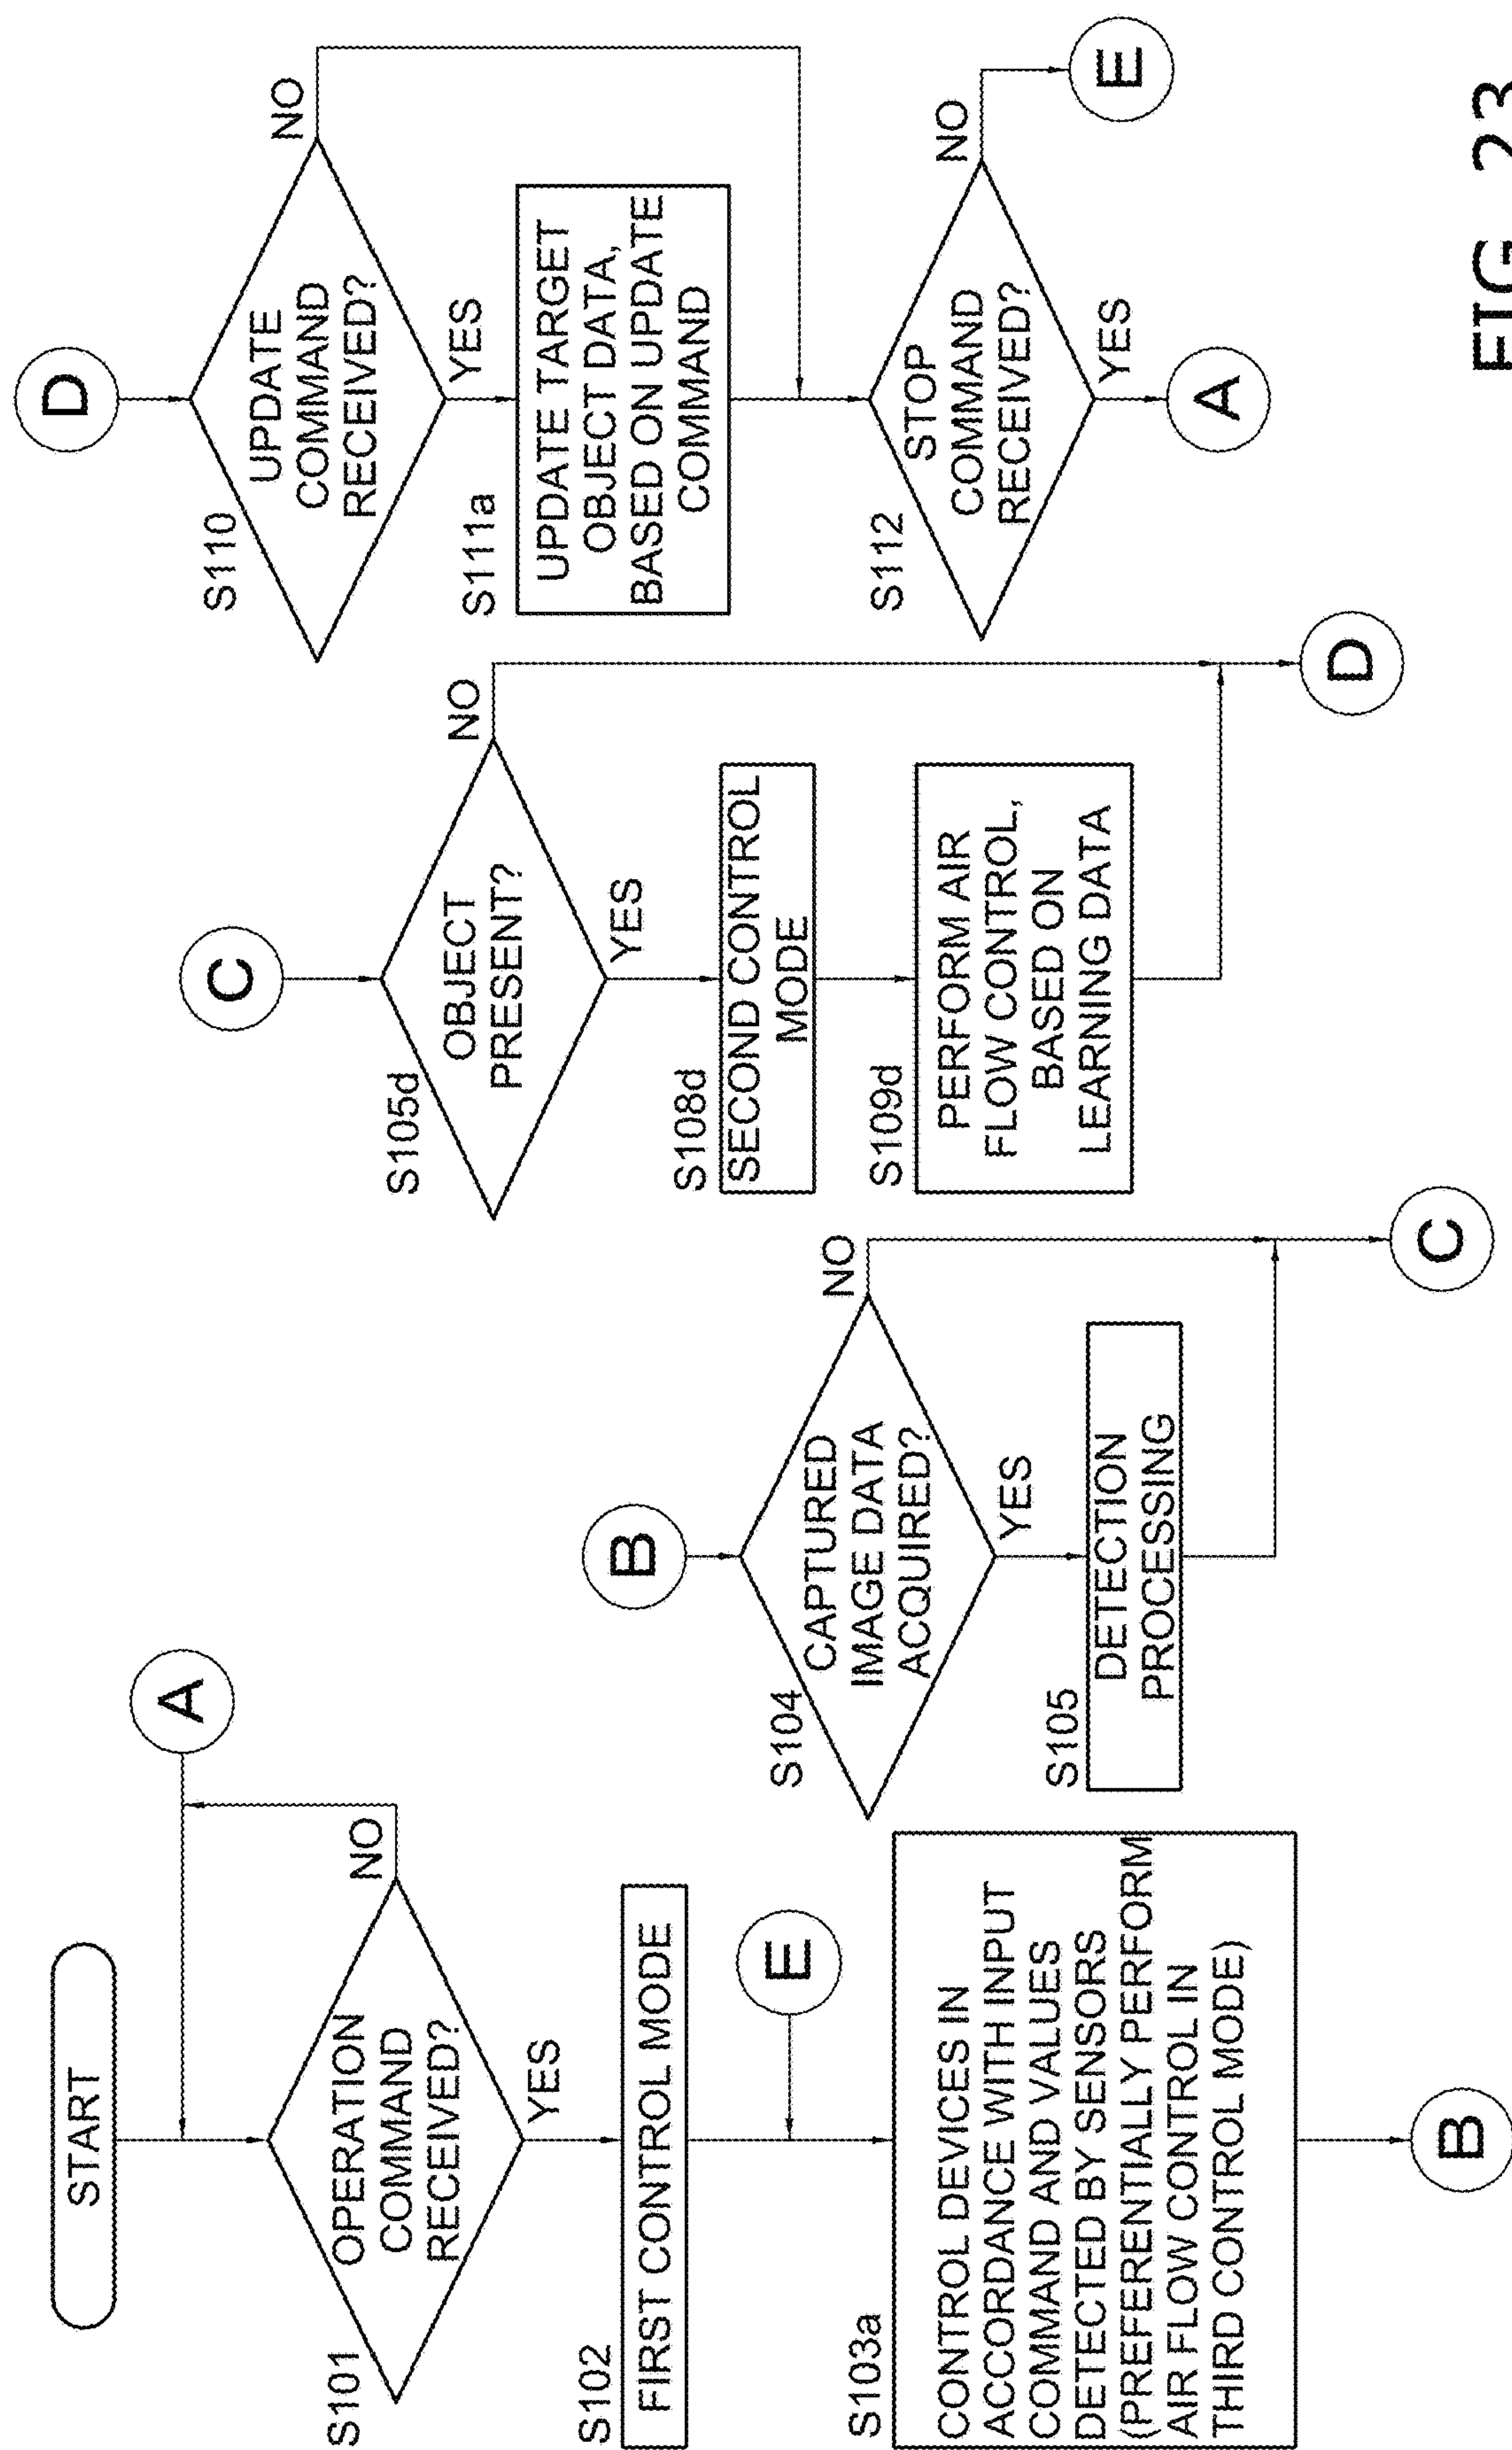 START
A
S101
OPERATION
COMMAND
RECEIVED?
NO
YES
S102
FIRST CONTROL MODE
E
S103a
CONTROL DEVICES IN
ACCORDANCE WITH INPUT
COMMAND AND VALUES
DETECTED BY SENSORS
(PREFERENTIALLY PERFORM
AIR FLOW CONTROL IN
THIRD CONTROL MODE)
B
B
S104
CAPTURED
IMAGE DATA
ACQUIRED?
NO
YES
S105
DETECTION
PROCESSING
C
C
S105d
OBJECT
PRESENT?
NO
YES
S108d
SECOND CONTROL
MODE
S109d
PERFORM AIR
FLOW CONTROL,
BASED ON
LEARNING DATA
D
D
S110
UPDATE
COMMAND
RECEIVED?
NO
YES
S111a
UPDATE TARGET
OBJECT DATA,
BASED ON UPDATE
COMMAND
S112
STOP
COMMAND
RECEIVED?
NO
E
YES
A
FIG. 23